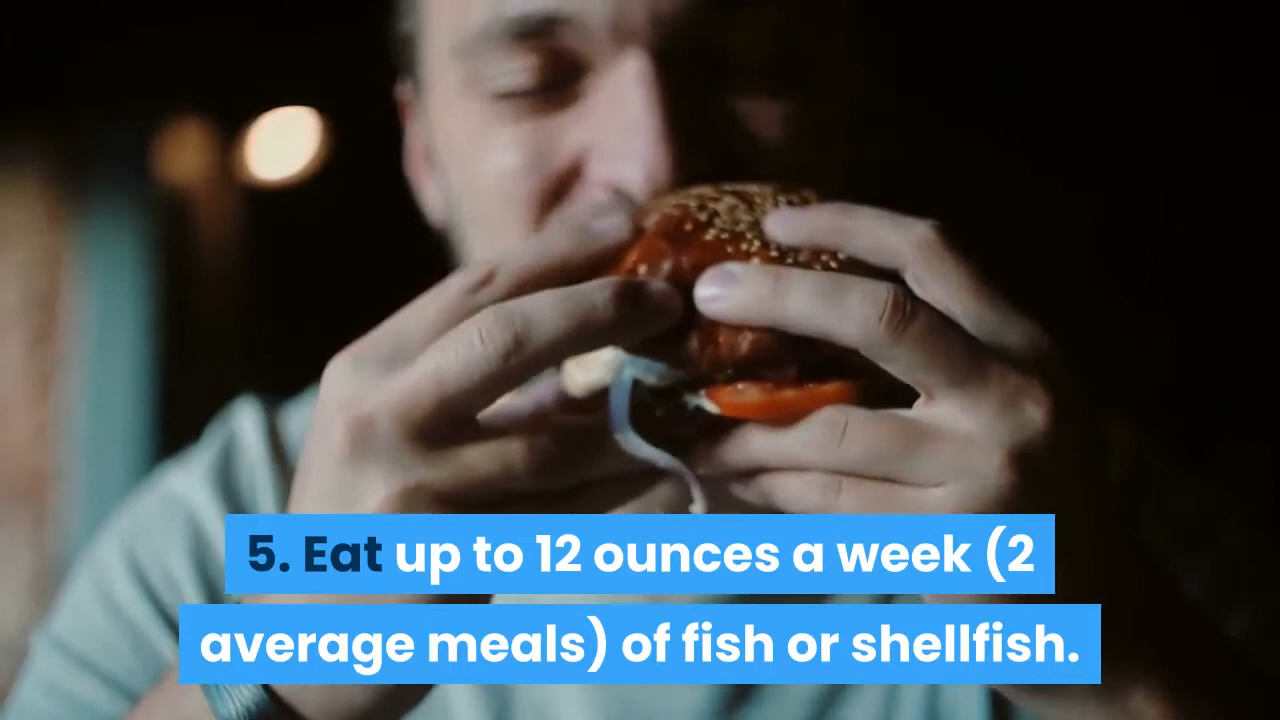 5. Eat up to 12 ounces a week (2
average meals) of fish or shellfish.